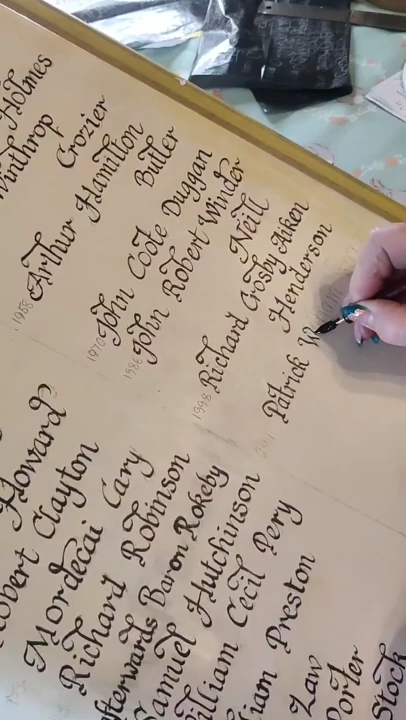 Holmes
Winthrop
Crozier
1958 Arthur Hamilton
Butler
1970 John Coote Duggan
1986 John Robert Winder
Neill
1998 Richard Crosby Aiken
Henderson
Patrick W
Howard
Robert Clayton
Mordecai Cary
Richard Robinson
afterwards Baron Rokeby
Samuel Hutchinson
William Cecil Pery
Preston
Law
Porter
Stock